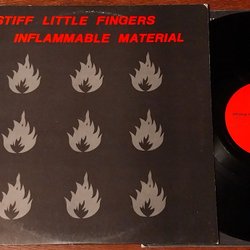 STIFF LITTLE FINGERS
INFLAMMABLE MATERIAL